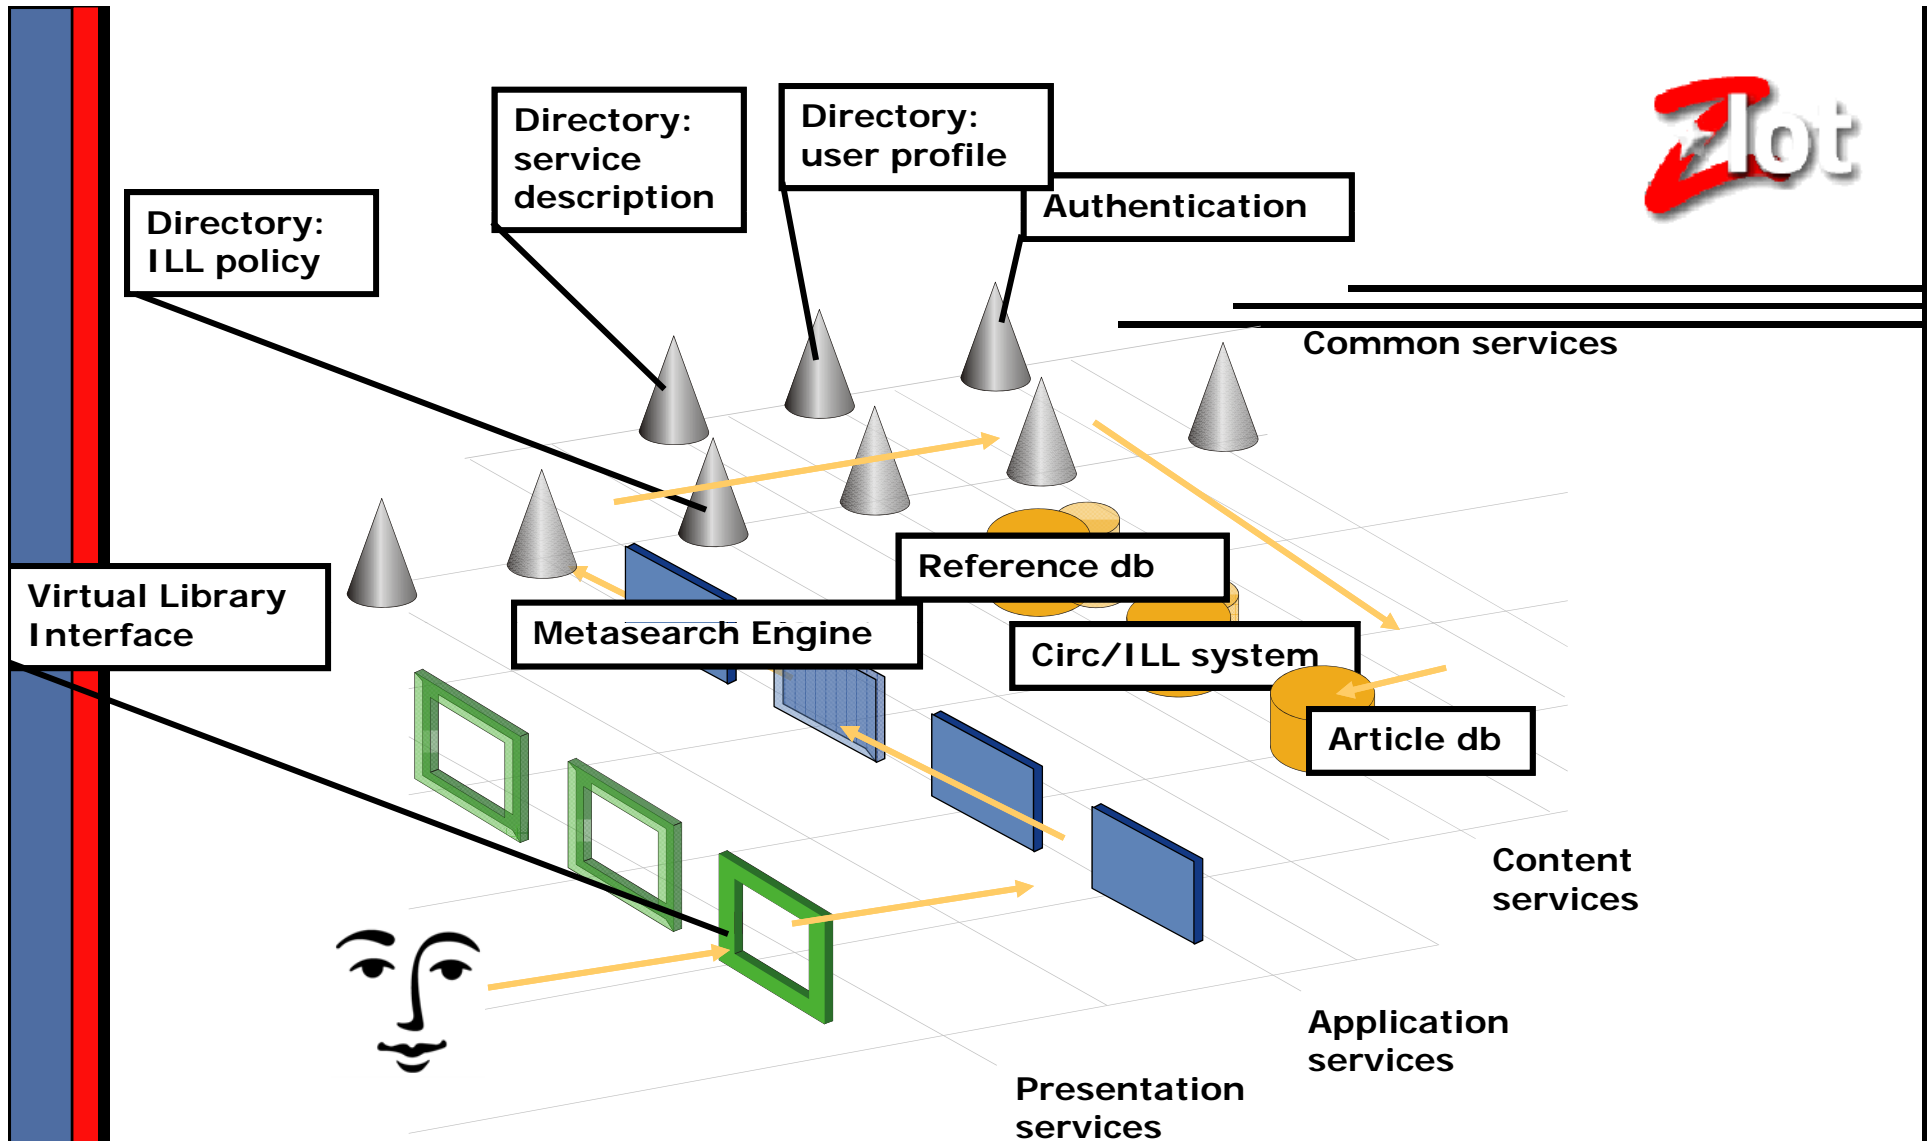 Zlot
Directory:
service
description
Directory:
user profile
Authentication
Directory:
ILL policy
Common services
Virtual Library
Interface
Reference db
Metasearch Engine
Circ/ILL system
Article db
Content
services
Application
services
Presentation
services